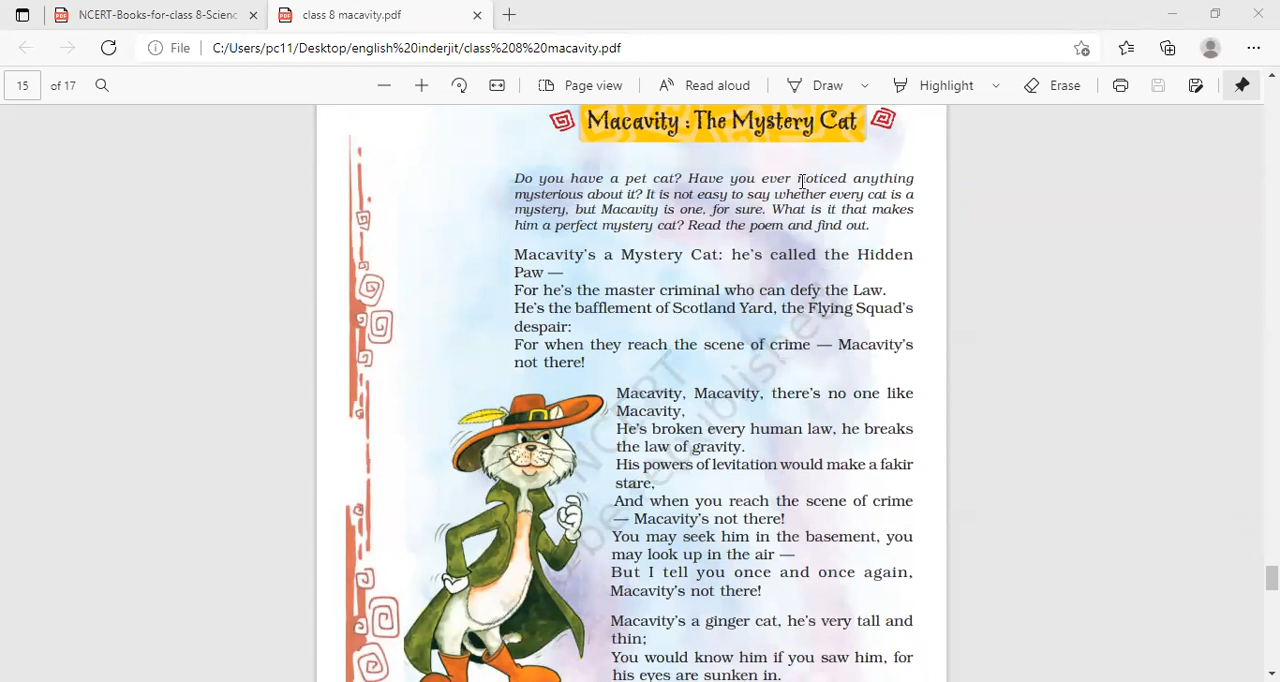 NCERT-Books-for-class 8-Scienc
class 8 macavity.pdf
File
C:/Users/pc11/Desktop/english%20inderjit/class%208%20macavity.pdf
15 of 17
Page view
Read aloud
Draw
Highlight
Erase
Macavity : The Mystery Cat
Do you have a pet cat? Have you ever noticed anything
mysterious about it? It is not easy to say whether every cat is a
mystery, but Macavity is one, for sure. What is it that makes
him a perfect mystery cat? Read the poem and find out.
Macavity's a Mystery Cat: he's called the Hidden
Paw —
For he's the master criminal who can defy the Law.
He's the bafflement of Scotland Yard, the Flying Squad's
despair:
For when they reach the scene of crime — Macavity's
not there!
Macavity, Macavity, there's no one like
Macavity,
He's broken every human law, he breaks
the law of gravity.
His powers of levitation would make a fakir
stare,
And when you reach the scene of crime
— Macavity's not there!
You may seek him in the basement, you
may look up in the air —
But I tell you once and once again,
Macavity's not there!
Macavity's a ginger cat, he's very tall and
thin;
You would know him if you saw him, for
his eyes are sunken in.
NCERT
be republished